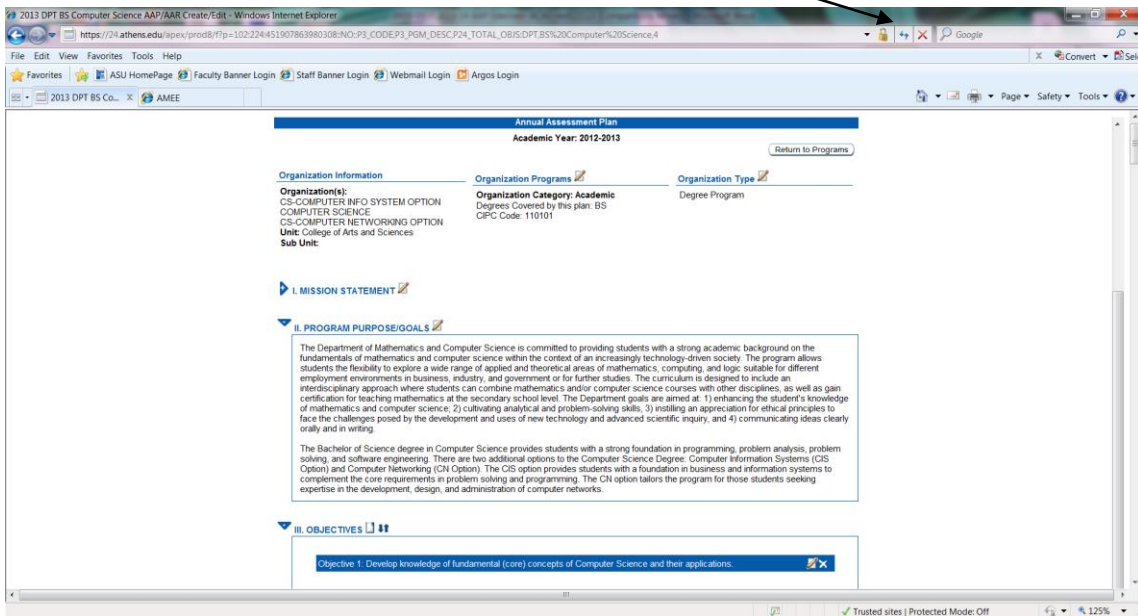 2013 DPT BS Computer Science AAP/AAR Create/Edit - Windows Internet Explorer
https://24.athens.edu/apex/prod8/f?p=102:224:451907863980308::NO::P3_CODE,P3_PGM_DESC,P24_TOTAL_OBJS:DPT,BS%20Computer%20Science,4
Google
File Edit View Favorites Tools Help
X Convert Sel
Favorites ASU HomePage Faculty Banner Login Staff Banner Login Webmail Login Argos Login
2013 DPT BS Co... X AMEE
Page Safety Tools
Annual Assessment Plan
Academic Year: 2012-2013
Return to Programs
Organization Information
Organization Programs
Organization Type
Organization(s):
CS-COMPUTER INFO SYSTEM OPTION
COMPUTER SCIENCE
CS-COMPUTER NETWORKING OPTION
Unit: College of Arts and Sciences
Sub Unit:
Organization Category: Academic
Degrees Covered by this plan: BS
CIPC Code: 110101
Degree Program
I. MISSION STATEMENT
II. PROGRAM PURPOSE/GOALS
The Department of Mathematics and Computer Science is committed to providing students with a strong academic background on the
fundamentals of mathematics and computer science within the context of an increasingly technology-driven society. The program allows
students the flexibility to explore a wide range of applied and theoretical areas of mathematics, computing, and logic suitable for different
employment environments in business, industry, and government or for further studies. The curriculum is designed to include an
interdisciplinary approach where students can combine mathematics and/or computer science courses with other disciplines, as well as gain
certification for teaching mathematics at the secondary school level. The Department goals are aimed at: 1) enhancing the student's knowledge
of mathematics and computer science; 2) cultivating analytical and problem-solving skills, 3) instilling an appreciation for ethical principles to
face the challenges posed by the development and uses of new technology and advanced scientific inquiry, and 4) communicating ideas clearly
orally and in writing.
The Bachelor of Science degree in Computer Science provides students with a strong foundation in programming, problem analysis, problem
solving, and software engineering. There are two additional options to the Computer Science Degree: Computer Information Systems (CIS
Option) and Computer Networking (CN Option). The CIS option provides students with a foundation in business and information systems to
complement the core requirements in problem solving and programming. The CN option tailors the program for those students seeking
expertise in the development, design, and administration of computer networks.
III. OBJECTIVES
Objective 1: Develop knowledge of fundamental (core) concepts of Computer Science and their applications.
Trusted sites | Protected Mode: Off
125%